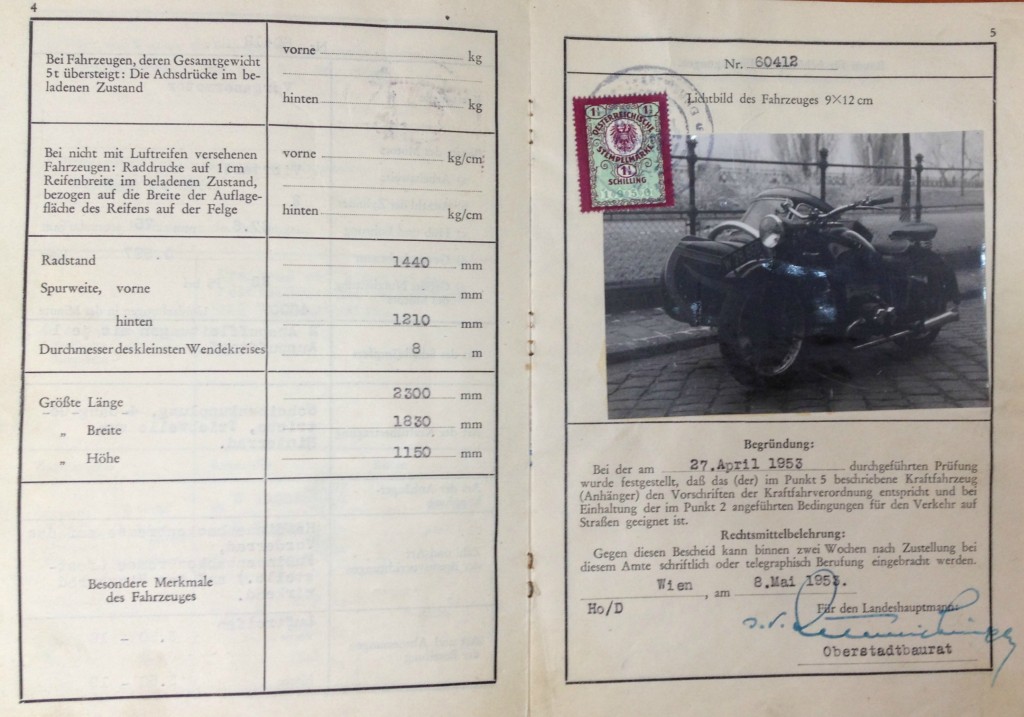 4
Bei Fahrzeugen, deren Gesamtgewicht
5t übersteigt: Die Achsdrücke im be-
ladenen Zustand
vorne kg
hinten kg
Bei nicht mit Luftreifen versehenen
Fahrzeugen: Raddrucke auf 1 cm
Reifenbreite im beladenen Zustand,
bezogen auf die Breite der Auflage-
fläche des Reifens auf der Felge
vorne kg/cm
hinten kg/cm
Radstand 1440 mm
Spurweite, vorne mm
hinten 1210 mm
Durchmesser des kleinsten Wendekreises 8 m
Größte Länge 2300 mm
„ Breite 1830 mm
„ Höhe 1150 mm
Besondere Merkmale
des Fahrzeuges
5
Nr. 60412
Lichtbild des Fahrzeuges 9×12 cm
1½ 1½
OESTERREICHISCHE
STEMPELMARKE
1½
SCHILLING
Begründung:
Bei der am 27.April 1953 durchgeführten Prüfung
wurde festgestellt, daß das (der) im Punkt 5 beschriebene Kraftfahrzeug
(Anhänger) den Vorschriften der Kraftfahrverordnung entspricht und bei
Einhaltung der im Punkt 2 angeführten Bedingungen für den Verkehr auf
Straßen geeignet ist.
Rechtsmittelbelehrung:
Gegen diesen Bescheid kann binnen zwei Wochen nach Zustellung bei
diesem Amte schriftlich oder telegraphisch Berufung eingebracht werden.
Wien, am 8.Mai 1953.
Ho/D
Für den Landeshauptmann:
Oberstadtbaurat